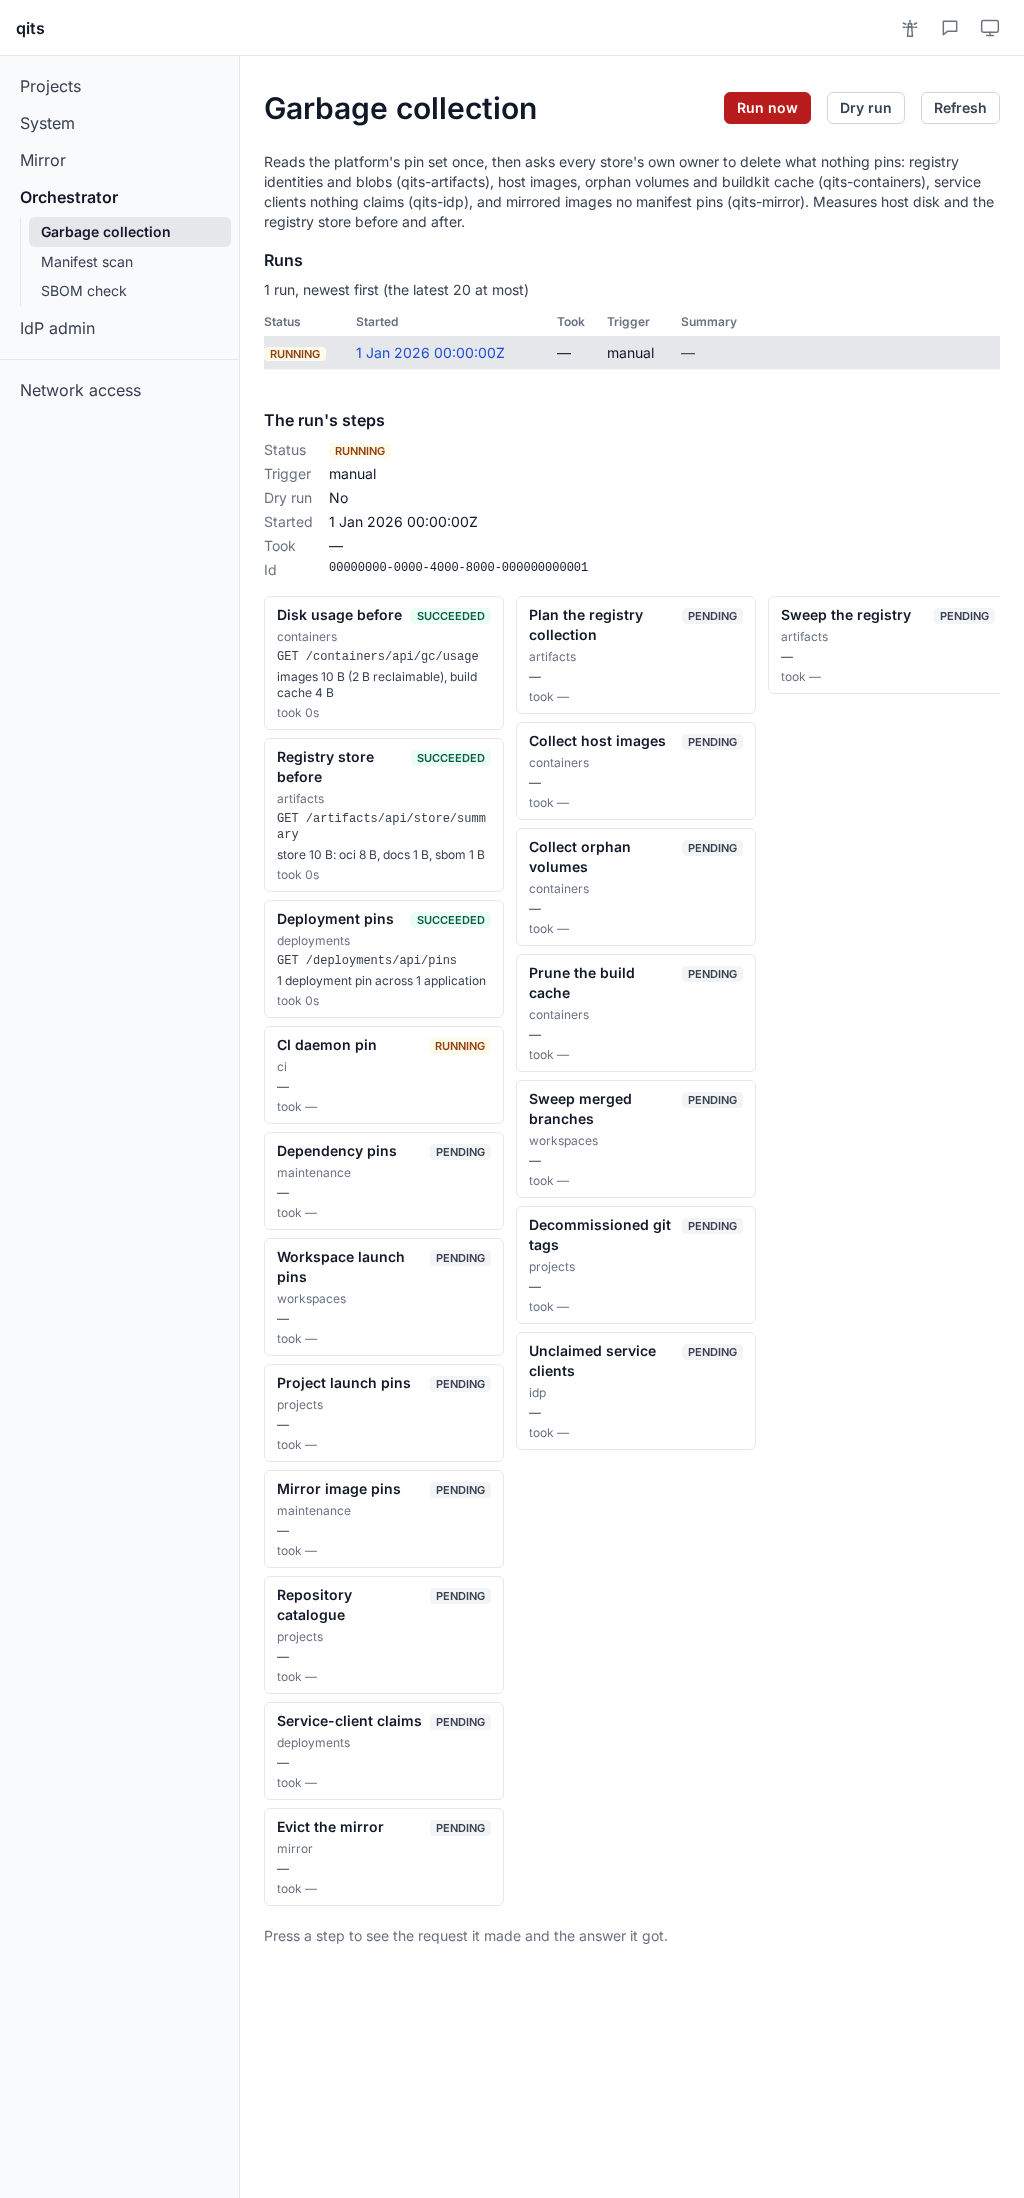 qits
Projects
System
Mirror
Orchestrator
Garbage collection
Manifest scan
SBOM check
IdP admin
Network access
Garbage collection
Run now
Dry run
Refresh
Reads the platform's pin set once, then asks every store's own owner to delete what nothing pins: registry
identities and blobs (qits-artifacts), host images, orphan volumes and buildkit cache (qits-containers), service
clients nothing claims (qits-idp), and mirrored images no manifest pins (qits-mirror). Measures host disk and the
registry store before and after.
Runs
1 run, newest first (the latest 20 at most)
Status Started Took Trigger Summary
RUNNING 1 Jan 2026 00:00:00Z — manual —
The run's steps
Status RUNNING
Trigger manual
Dry run No
Started 1 Jan 2026 00:00:00Z
Took —
Id 00000000-0000-4000-8000-000000000001
Disk usage before SUCCEEDED
containers
GET /containers/api/gc/usage
images 10 B (2 B reclaimable), build
cache 4 B
took 0s
Registry store
before
SUCCEEDED
artifacts
GET /artifacts/api/store/summ
ary
store 10 B: oci 8 B, docs 1 B, sbom 1 B
took 0s
Deployment pins SUCCEEDED
deployments
GET /deployments/api/pins
1 deployment pin across 1 application
took 0s
CI daemon pin RUNNING
ci
—
took —
Dependency pins PENDING
maintenance
—
took —
Workspace launch
pins
PENDING
workspaces
—
took —
Project launch pins PENDING
projects
—
took —
Mirror image pins PENDING
maintenance
—
took —
Repository
catalogue
PENDING
projects
—
took —
Service-client claims PENDING
deployments
—
took —
Evict the mirror PENDING
mirror
—
took —
Plan the registry
collection
PENDING
artifacts
—
took —
Collect host images PENDING
containers
—
took —
Collect orphan
volumes
PENDING
containers
—
took —
Prune the build
cache
PENDING
containers
—
took —
Sweep merged
branches
PENDING
workspaces
—
took —
Decommissioned git
tags
PENDING
projects
—
took —
Unclaimed service
clients
PENDING
idp
—
took —
Sweep the registry PENDING
artifacts
—
took —
Press a step to see the request it made and the answer it got.